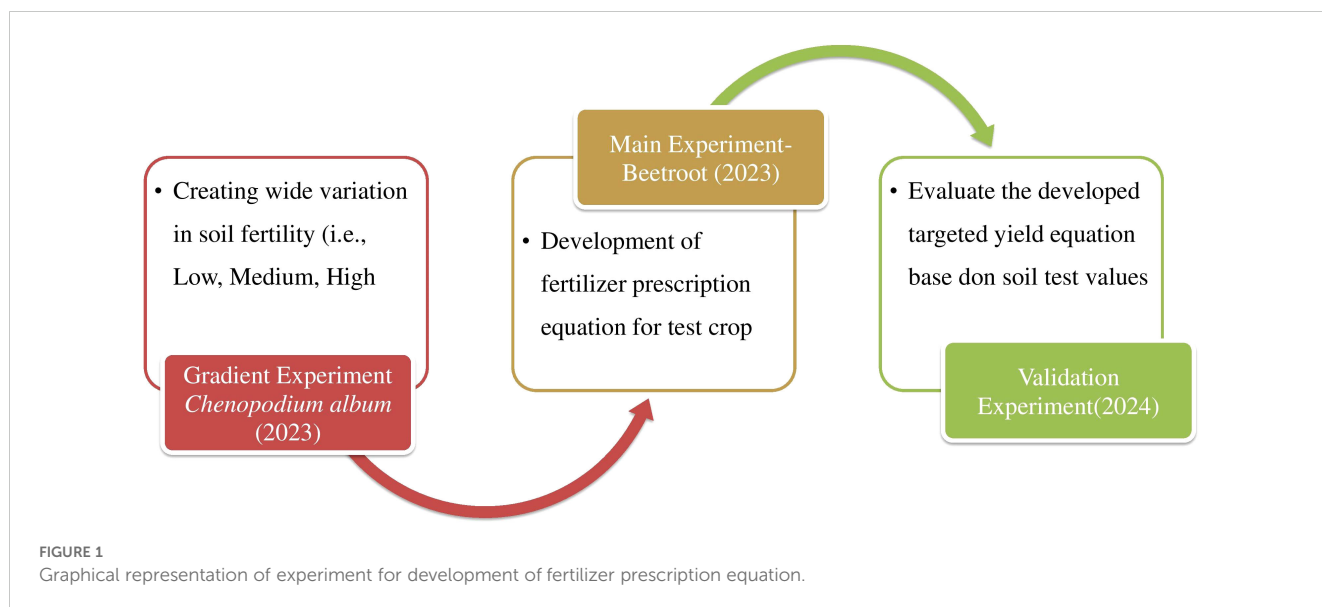 • Creating wide variation
in soil fertility (i.e.,
Low, Medium, High
Gradient Experiment
Chenopodium album
(2023)
Main Experiment-
Beetroot (2023)
• Development of
fertilizer prescription
equation for test crop
• Evaluate the developed
targeted yield equation
base don soil test values
Validation
Experiment(2024)
FIGURE 1
Graphical representation of experiment for development of fertilizer prescription equation.